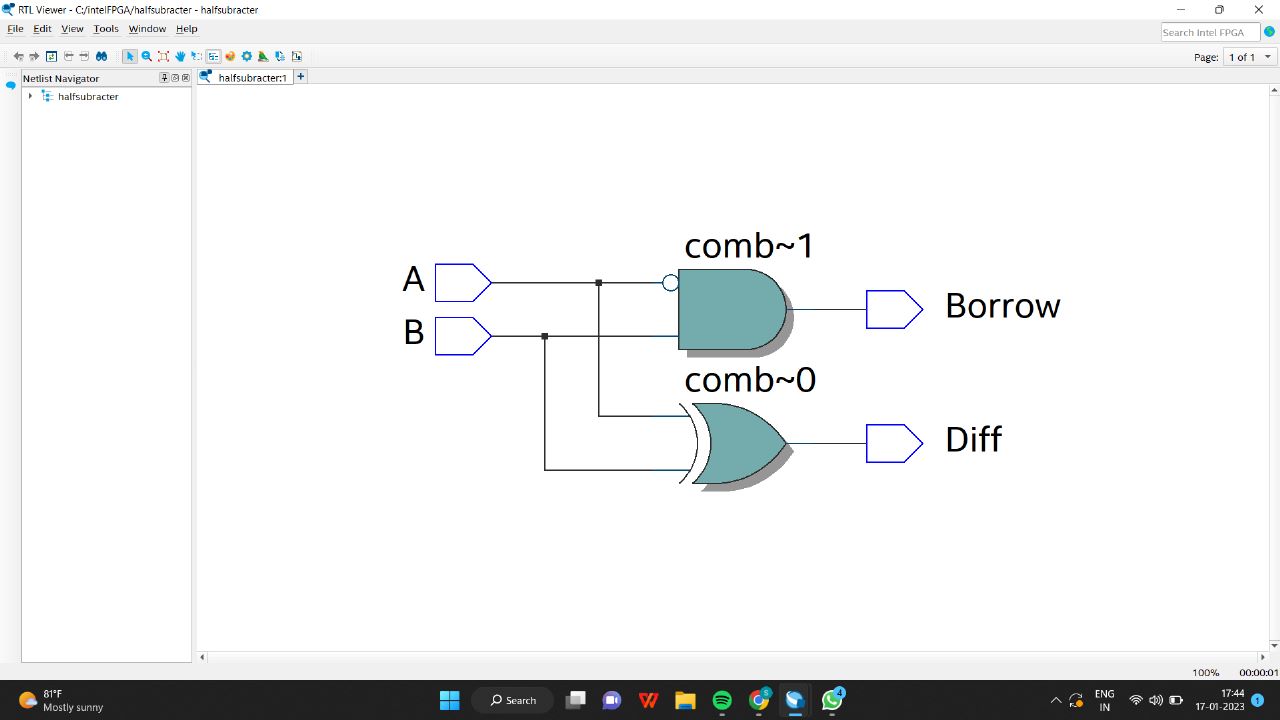 RTL Viewer - C:/intelFPGA/halfsubracter - halfsubracter
File Edit View Tools Window Help
Search Intel FPGA
Page: 1 of 1
Netlist Navigator
halfsubracter:1
halfsubracter
comb~1
A
Borrow
B
comb~0
Diff
100% 00:00:01
81°F
Mostly sunny
Search
W
S
4
ENG
IN
17:44
17-01-2023
1